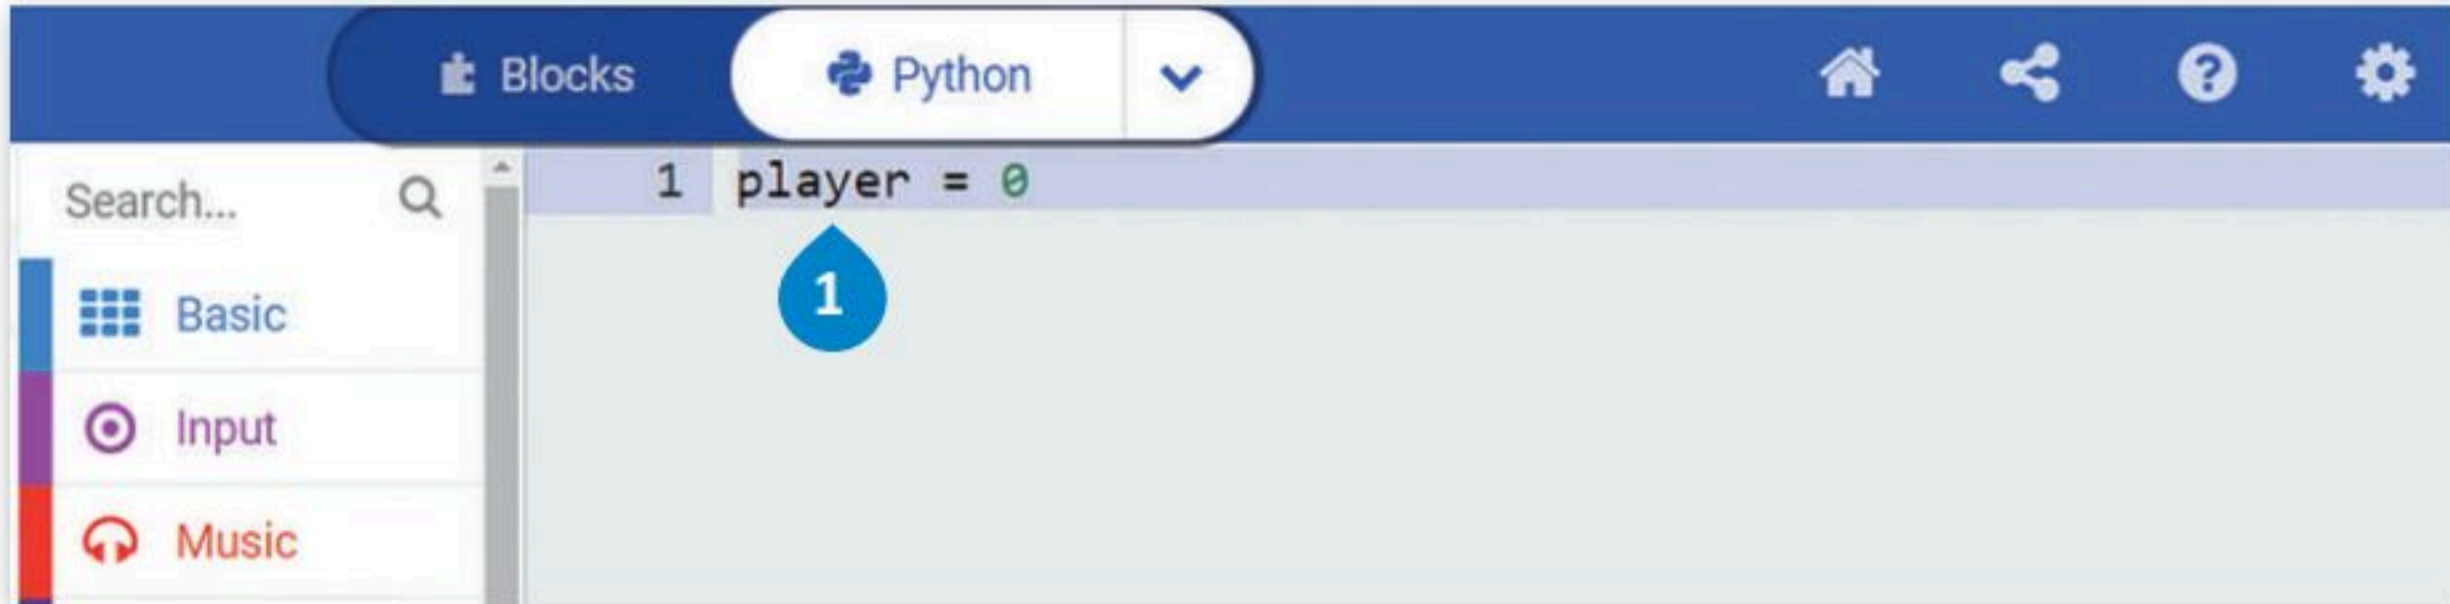 Blocks Python
Search...
1 player = 0
1
Basic
Input
Music